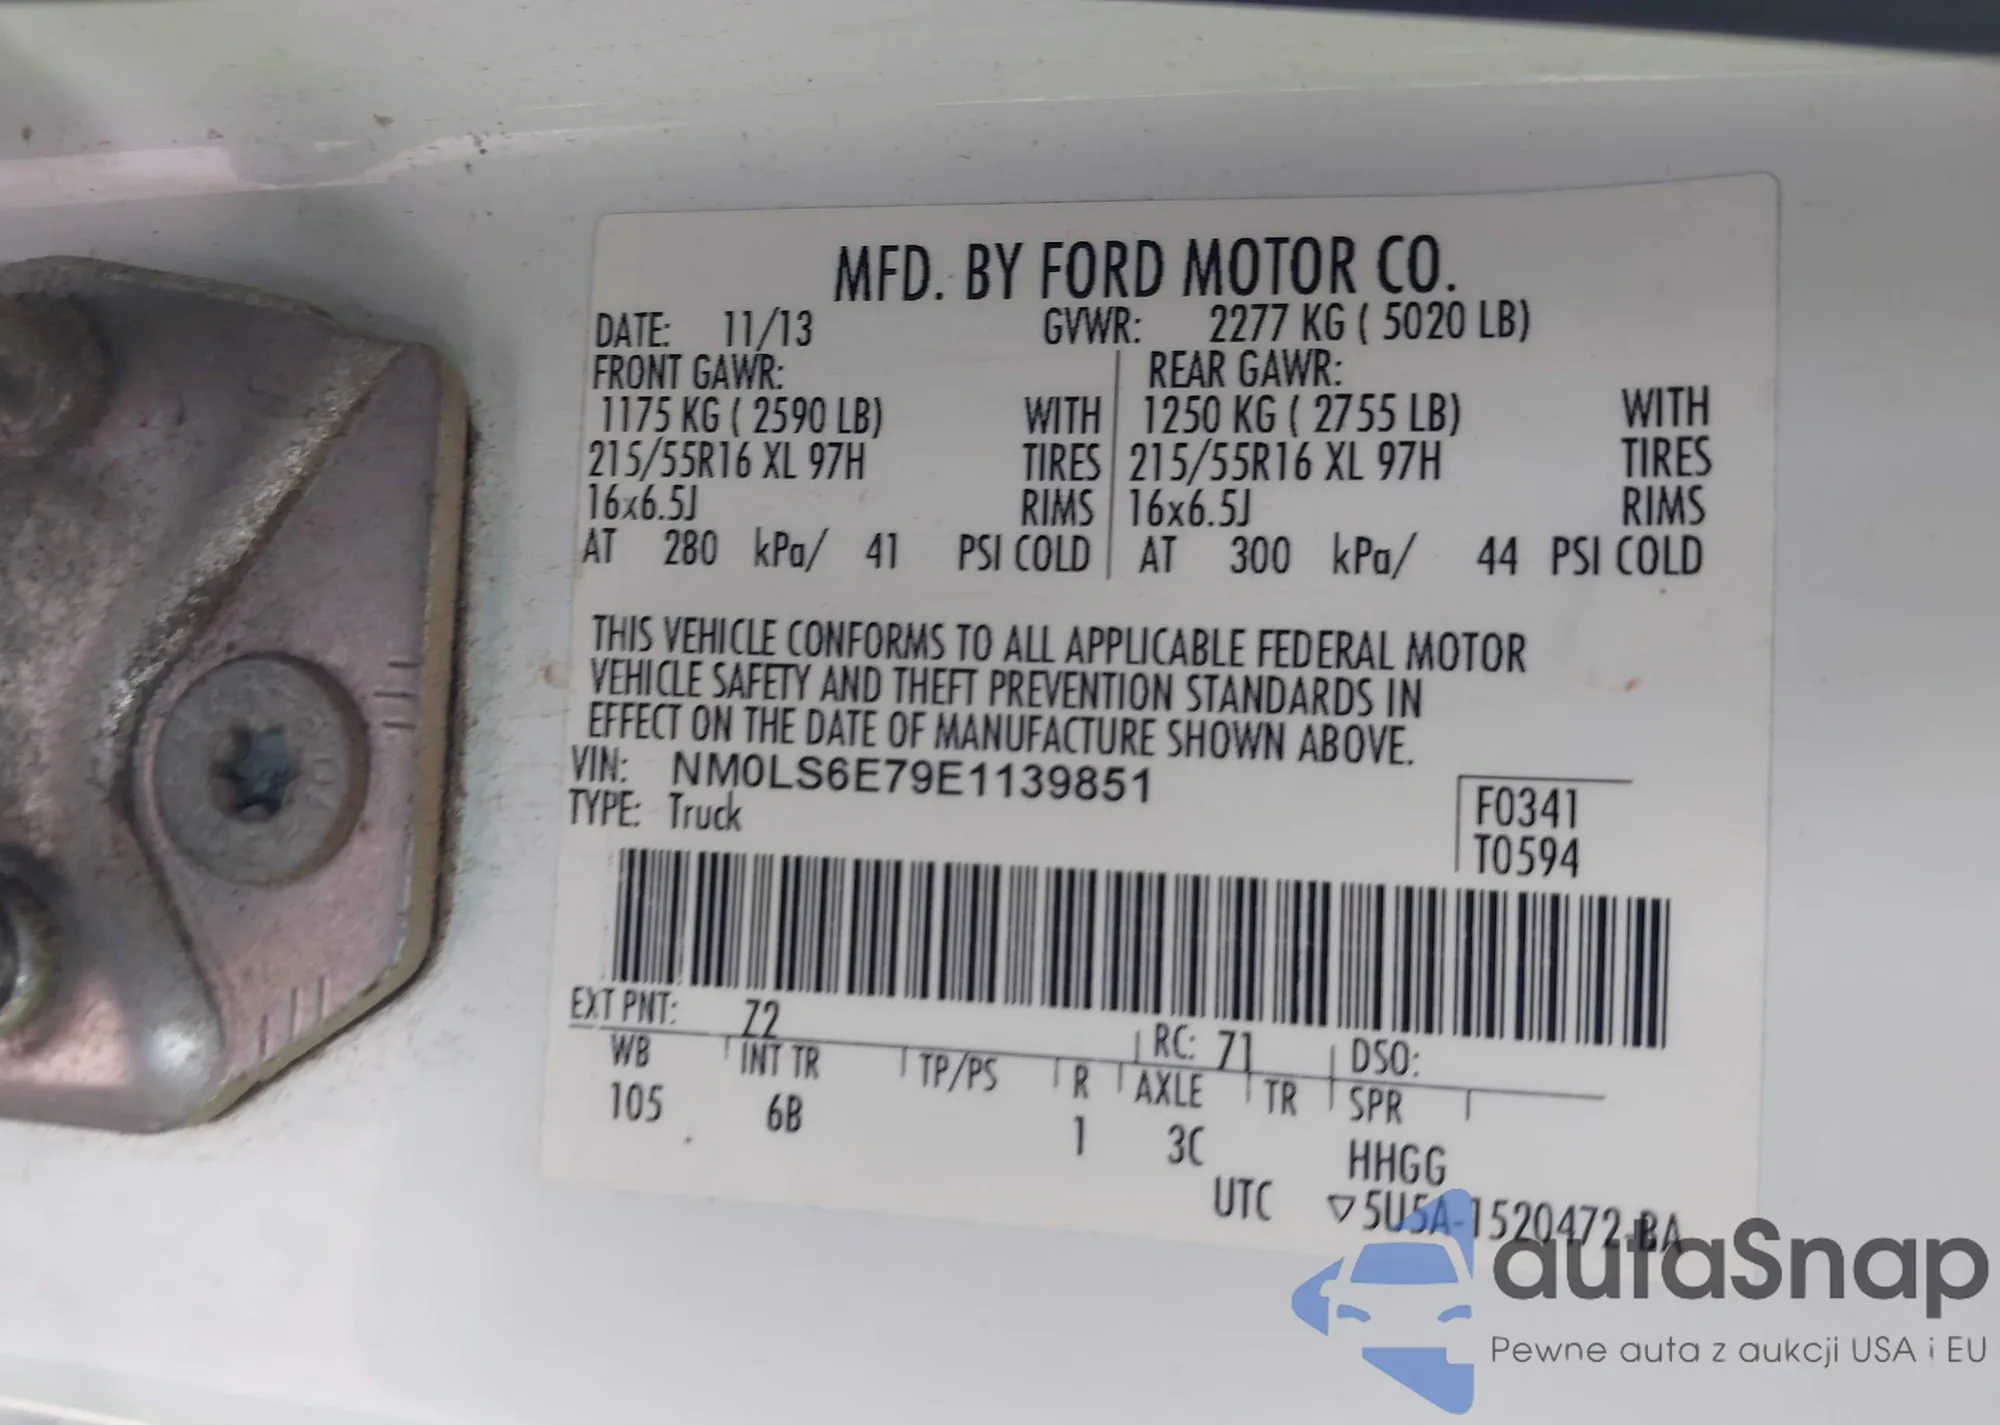 MFD. BY FORD MOTOR CO.
DATE: 11/13 GVWR: 2277 KG ( 5020 LB)
FRONT GAWR: REAR GAWR:
1175 KG ( 2590 LB) WITH 1250 KG ( 2755 LB) WITH
215/55R16 XL 97H TIRES 215/55R16 XL 97H TIRES
16x6.5J RIMS 16x6.5J RIMS
AT 280 kPa/ 41 PSI COLD AT 300 kPa/ 44 PSI COLD
THIS VEHICLE CONFORMS TO ALL APPLICABLE FEDERAL MOTOR
VEHICLE SAFETY AND THEFT PREVENTION STANDARDS IN
EFFECT ON THE DATE OF MANUFACTURE SHOWN ABOVE.
VIN: NM0LS6E79E1139851
TYPE: Truck
F0341
T0594
EXT PNT: Z2 RC: 71 DSO:
WB INT TR TP/PS R AXLE TR SPR
105 6B 1 3C HHGG
UTC ▽5U5A-1520472-BA
autaSnap
Pewne auta z aukcji USA i EU